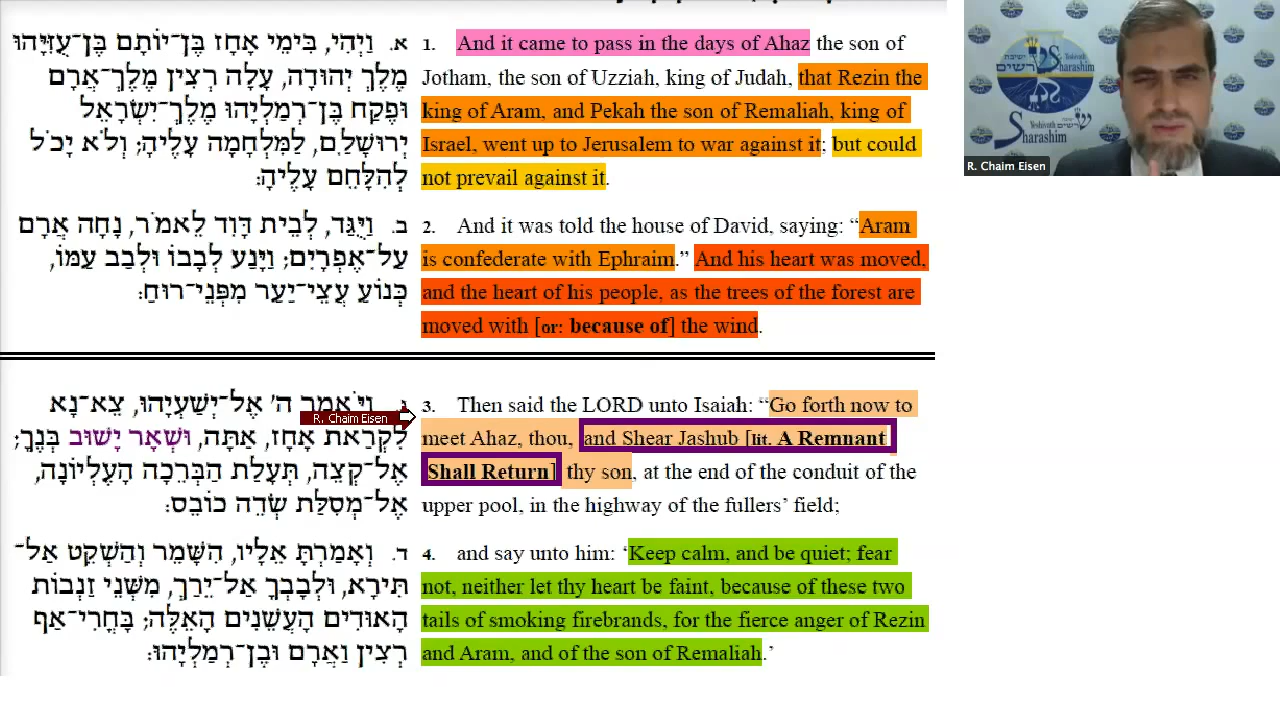 א. וַיְהִי, בִּימֵי אָחָז בֶּן־יוֹתָם בֶּן־עֻזִּיָּהוּ
מֶלֶךְ יְהוּדָה, עָלָה רְצִין מֶלֶךְ־אֲרָם
וּפֶקַח בֶּן־רְמַלְיָהוּ מֶלֶךְ־יִשְׂרָאֵל
יְרוּשָׁלִַם, לַמִּלְחָמָה עָלֶיהָ; וְלֹא יָכֹל
לְהִלָּחֵם עָלֶיהָ׃
1. And it came to pass in the days of Ahaz the son of
Jotham, the son of Uzziah, king of Judah, that Rezin the
king of Aram, and Pekah the son of Remaliah, king of
Israel, went up to Jerusalem to war against it; but could
not prevail against it.
ב. וַיֻּגַּד, לְבֵית דָּוִד לֵאמֹר, נָחָה אֲרָם
עַל־אֶפְרָיִם; וַיָּנַע לְבָבוֹ וּלְבַב עַמּוֹ,
כְּנוֹעַ עֲצֵי־יַעַר מִפְּנֵי־רוּחַ׃
2. And it was told the house of David, saying: “Aram
is confederate with Ephraim.” And his heart was moved,
and the heart of his people, as the trees of the forest are
moved with [or: because of] the wind.
ג. וַיֹּאמֶר ה' אֶל־יְשַׁעְיָהוּ, צֵא־נָא
לִקְרַאת אָחָז, אַתָּה, וּשְׁאָר יָשׁוּב בְּנֶךָ;
אֶל־קְצֵה, תְּעָלַת הַבְּרֵכָה הָעֶלְיוֹנָה,
אֶל־מְסִלַּת שְׂדֵה כוֹבֵס׃
R. Chaim Eisen
3. Then said the LORD unto Isaiah: “Go forth now to
meet Ahaz, thou, and Shear Jashub [lit. A Remnant
Shall Return] thy son, at the end of the conduit of the
upper pool, in the highway of the fullers’ field;
ד. וְאָמַרְתָּ אֵלָיו, הִשָּׁמֵר וְהַשְׁקֵט אַל־
תִּירָא, וּלְבָבְךָ אַל־יֵרַךְ, מִשְּׁנֵי זַנְבוֹת
הָאוּדִים הָעֲשֵׁנִים הָאֵלֶּה; בָּחֳרִי־אַף
רְצִין וַאֲרָם וּבֶן־רְמַלְיָהוּ׃
4. and say unto him: ‘Keep calm, and be quiet; fear
not, neither let thy heart be faint, because of these two
tails of smoking firebrands, for the fierce anger of Rezin
and Aram, and of the son of Remaliah.’
Yeshivath
Sharashim
R. Chaim Eisen